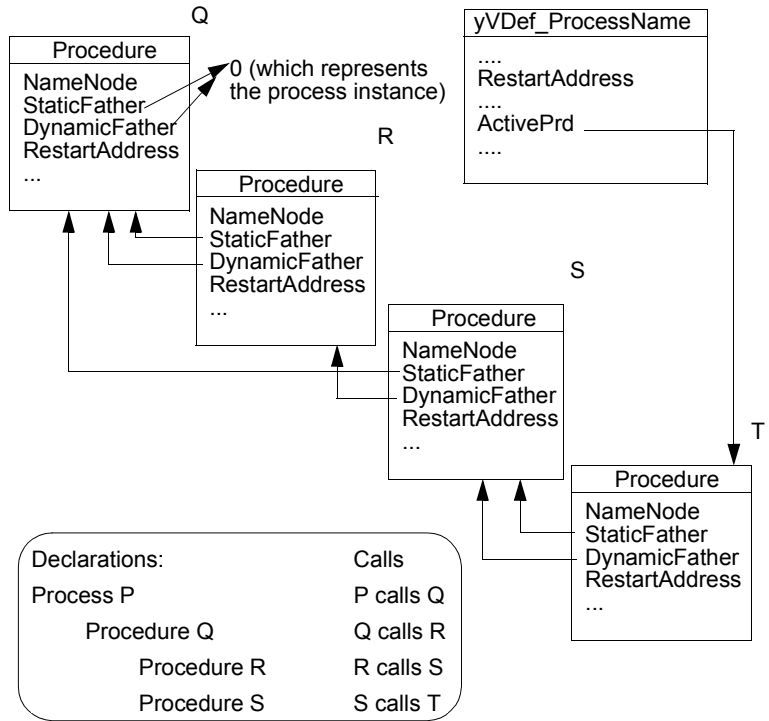 Q
Procedure
NameNode
StaticFather
DynamicFather
RestartAddress
...
0 (which represents
the process instance)
yVDef_ProcessName
....
RestartAddress
....
ActivePrd
....
R
Procedure
NameNode
StaticFather
DynamicFather
RestartAddress
...
S
Procedure
NameNode
StaticFather
DynamicFather
RestartAddress
...
T
Procedure
NameNode
StaticFather
DynamicFather
RestartAddress
...
Declarations: Calls
Process P P calls Q
Procedure Q Q calls R
Procedure R R calls S
Procedure S S calls T